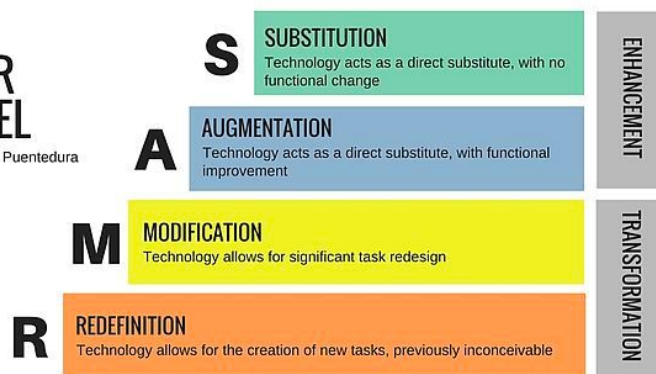 R
EL
Puentedura
S
SUBSTITUTION
Technology acts as a direct substitute, with no
functional change
A
AUGMENTATION
Technology acts as a direct substitute, with functional
improvement
M
MODIFICATION
Technology allows for significant task redesign
R
REDEFINITION
Technology allows for the creation of new tasks, previously inconceivable
ENHANCEMENT
TRANSFORMATION